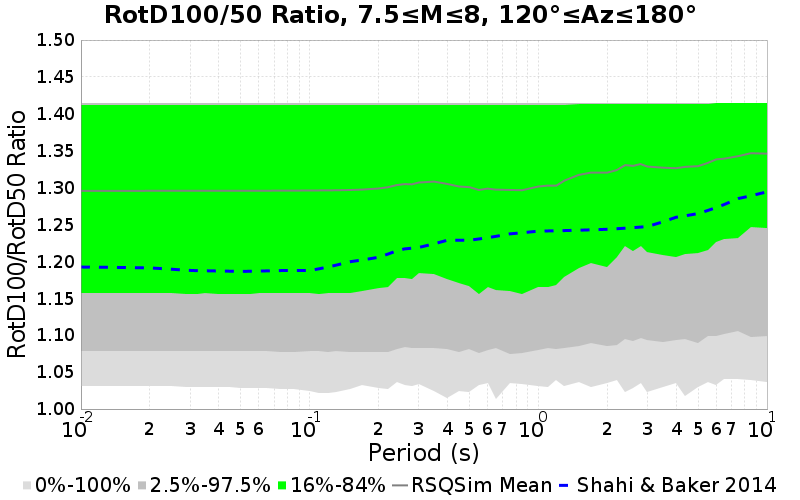 RotD100/50 Ratio, 7.5≤M≤8, 120°≤Az≤180°
RotD100/RotD50 Ratio
1.50
1.45
1.40
1.35
1.30
1.25
1.20
1.15
1.10
1.05
1.00
10-2 2 3 4 5 6 10-1 2 3 4 5 6 7 100 2 3 4 5 6 7 101
Period (s)
0%-100% 2.5%-97.5% 16%-84% RSQSim Mean Shahi & Baker 2014